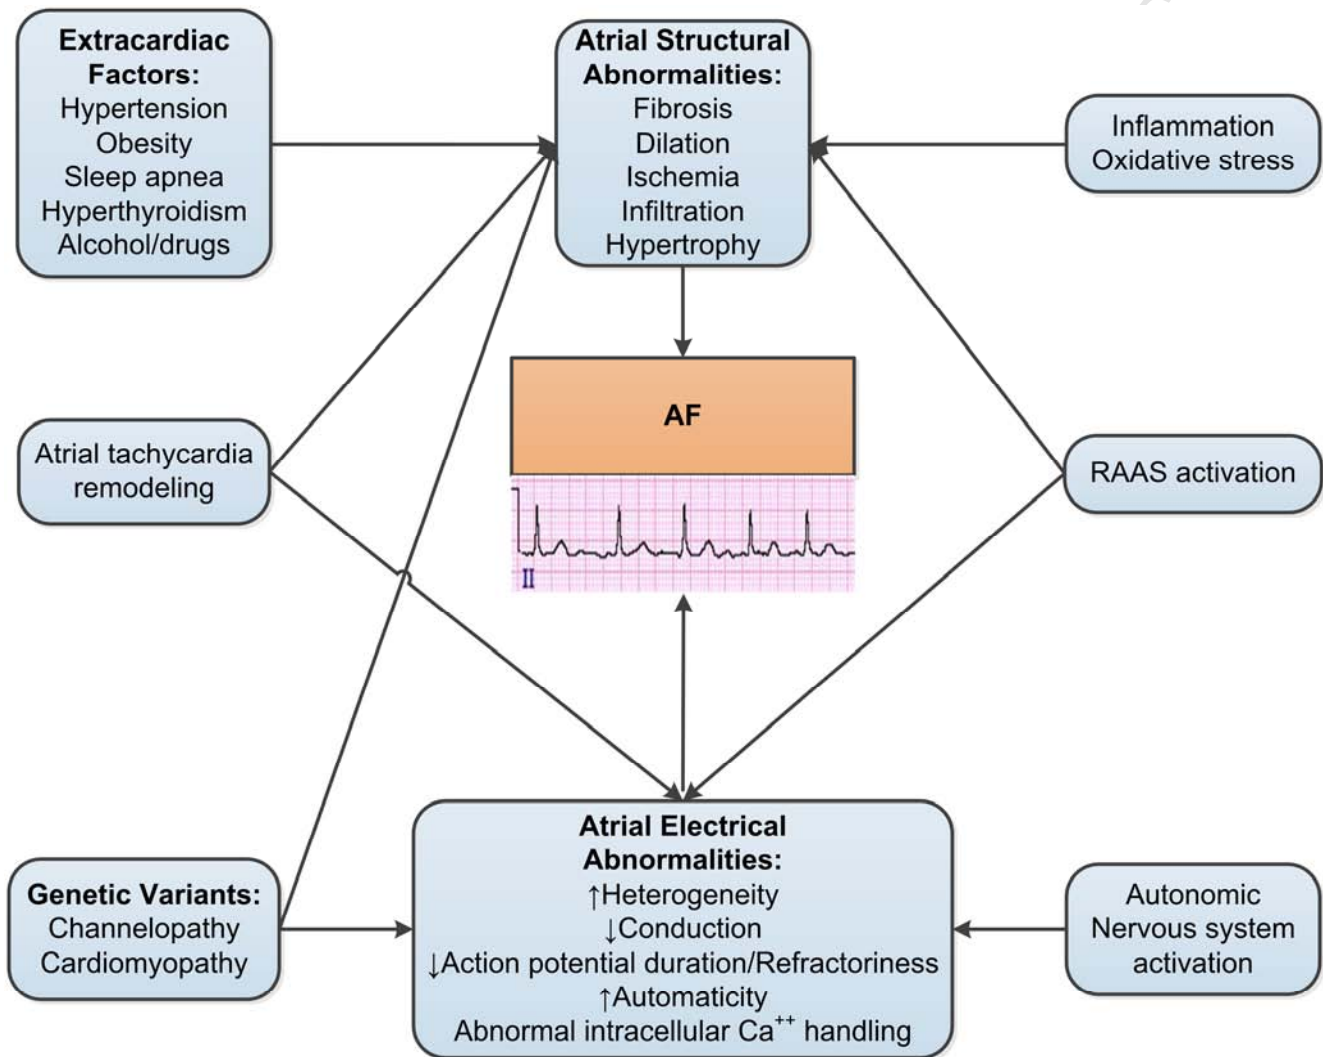 Extracardiac
Factors:
Hypertension
Obesity
Sleep apnea
Hyperthyroidism
Alcohol/drugs
Atrial Structural
Abnormalities:
Fibrosis
Dilation
Ischemia
Infiltration
Hypertrophy
Inflammation
Oxidative stress
AF
II
Atrial tachycardia
remodeling
RAAS activation
Genetic Variants:
Channelopathy
Cardiomyopathy
Atrial Electrical
Abnormalities:
↑Heterogeneity
↓Conduction
↓Action potential duration/Refractoriness
↑Automaticity
Abnormal intracellular Ca⁺⁺ handling
Autonomic
Nervous system
activation